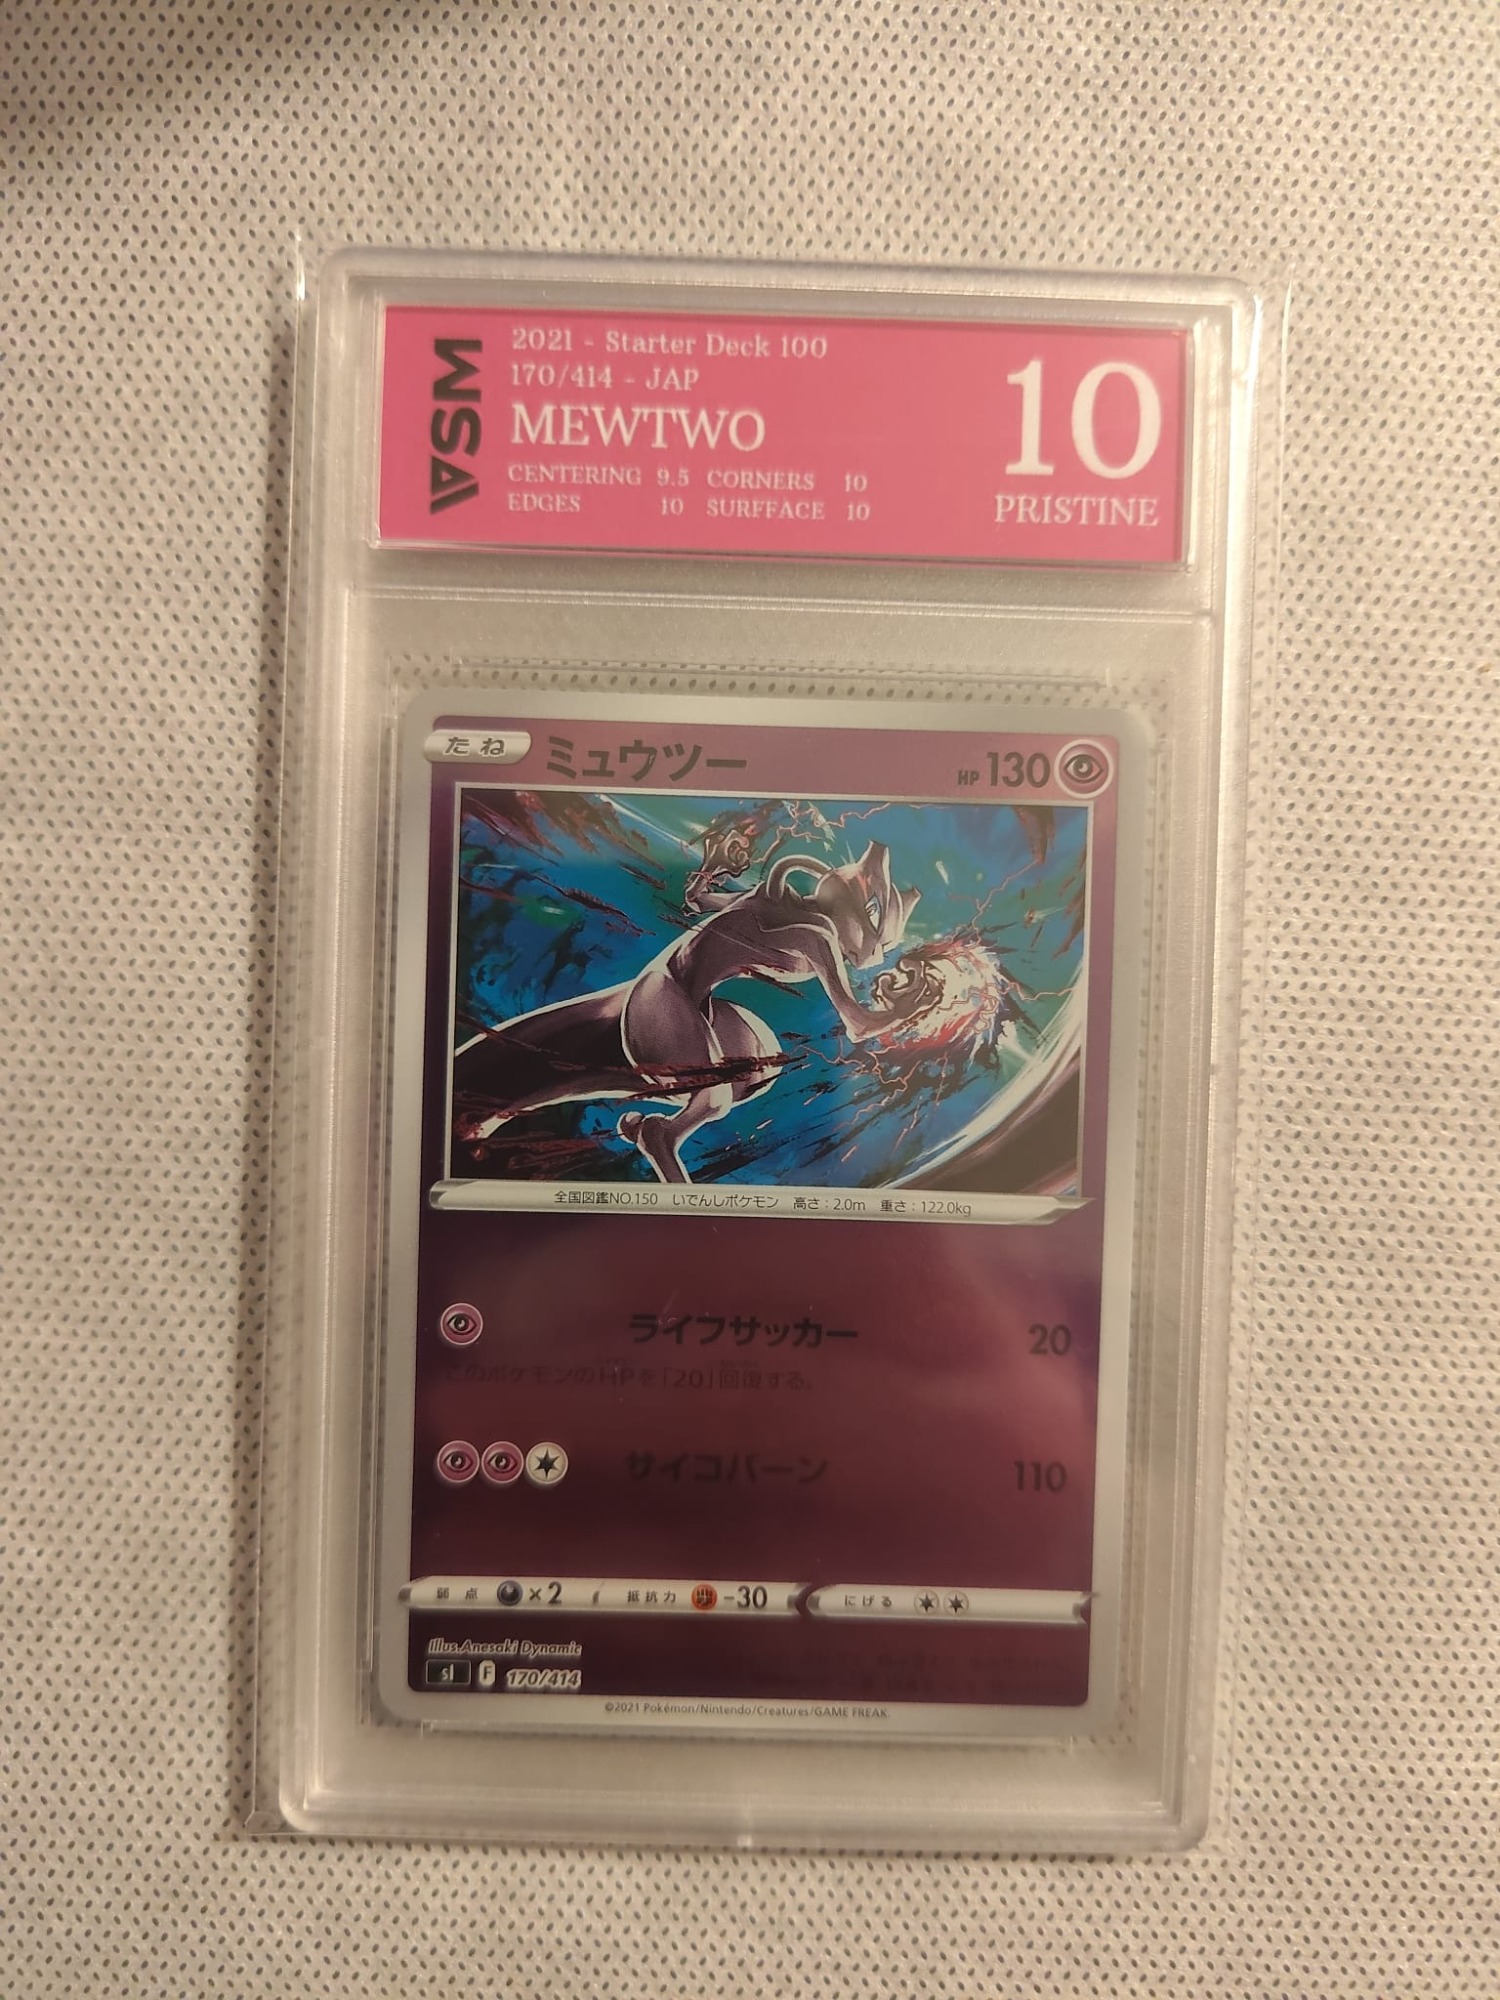 WSA
2021 - Starter Deck 100
170/414 - JAP
MEWTWO
CENTERING 9.5 CORNERS 10
EDGES 10 SURFFACE 10
10
PRISTINE
たね ミュウツー HP 130
全国図鑑NO.150 いでんしポケモン 高さ:2.0m 重さ:122.0kg
ライフサッカー 20
このポケモンのHPを「20」回復する。
サイコバーン 110
弱点 ×2 抵抗力 -30 にげる
Illus.Anesaki Dynamic
sI F 170/414
©2021 Pokémon/Nintendo/Creatures/GAME FREAK.